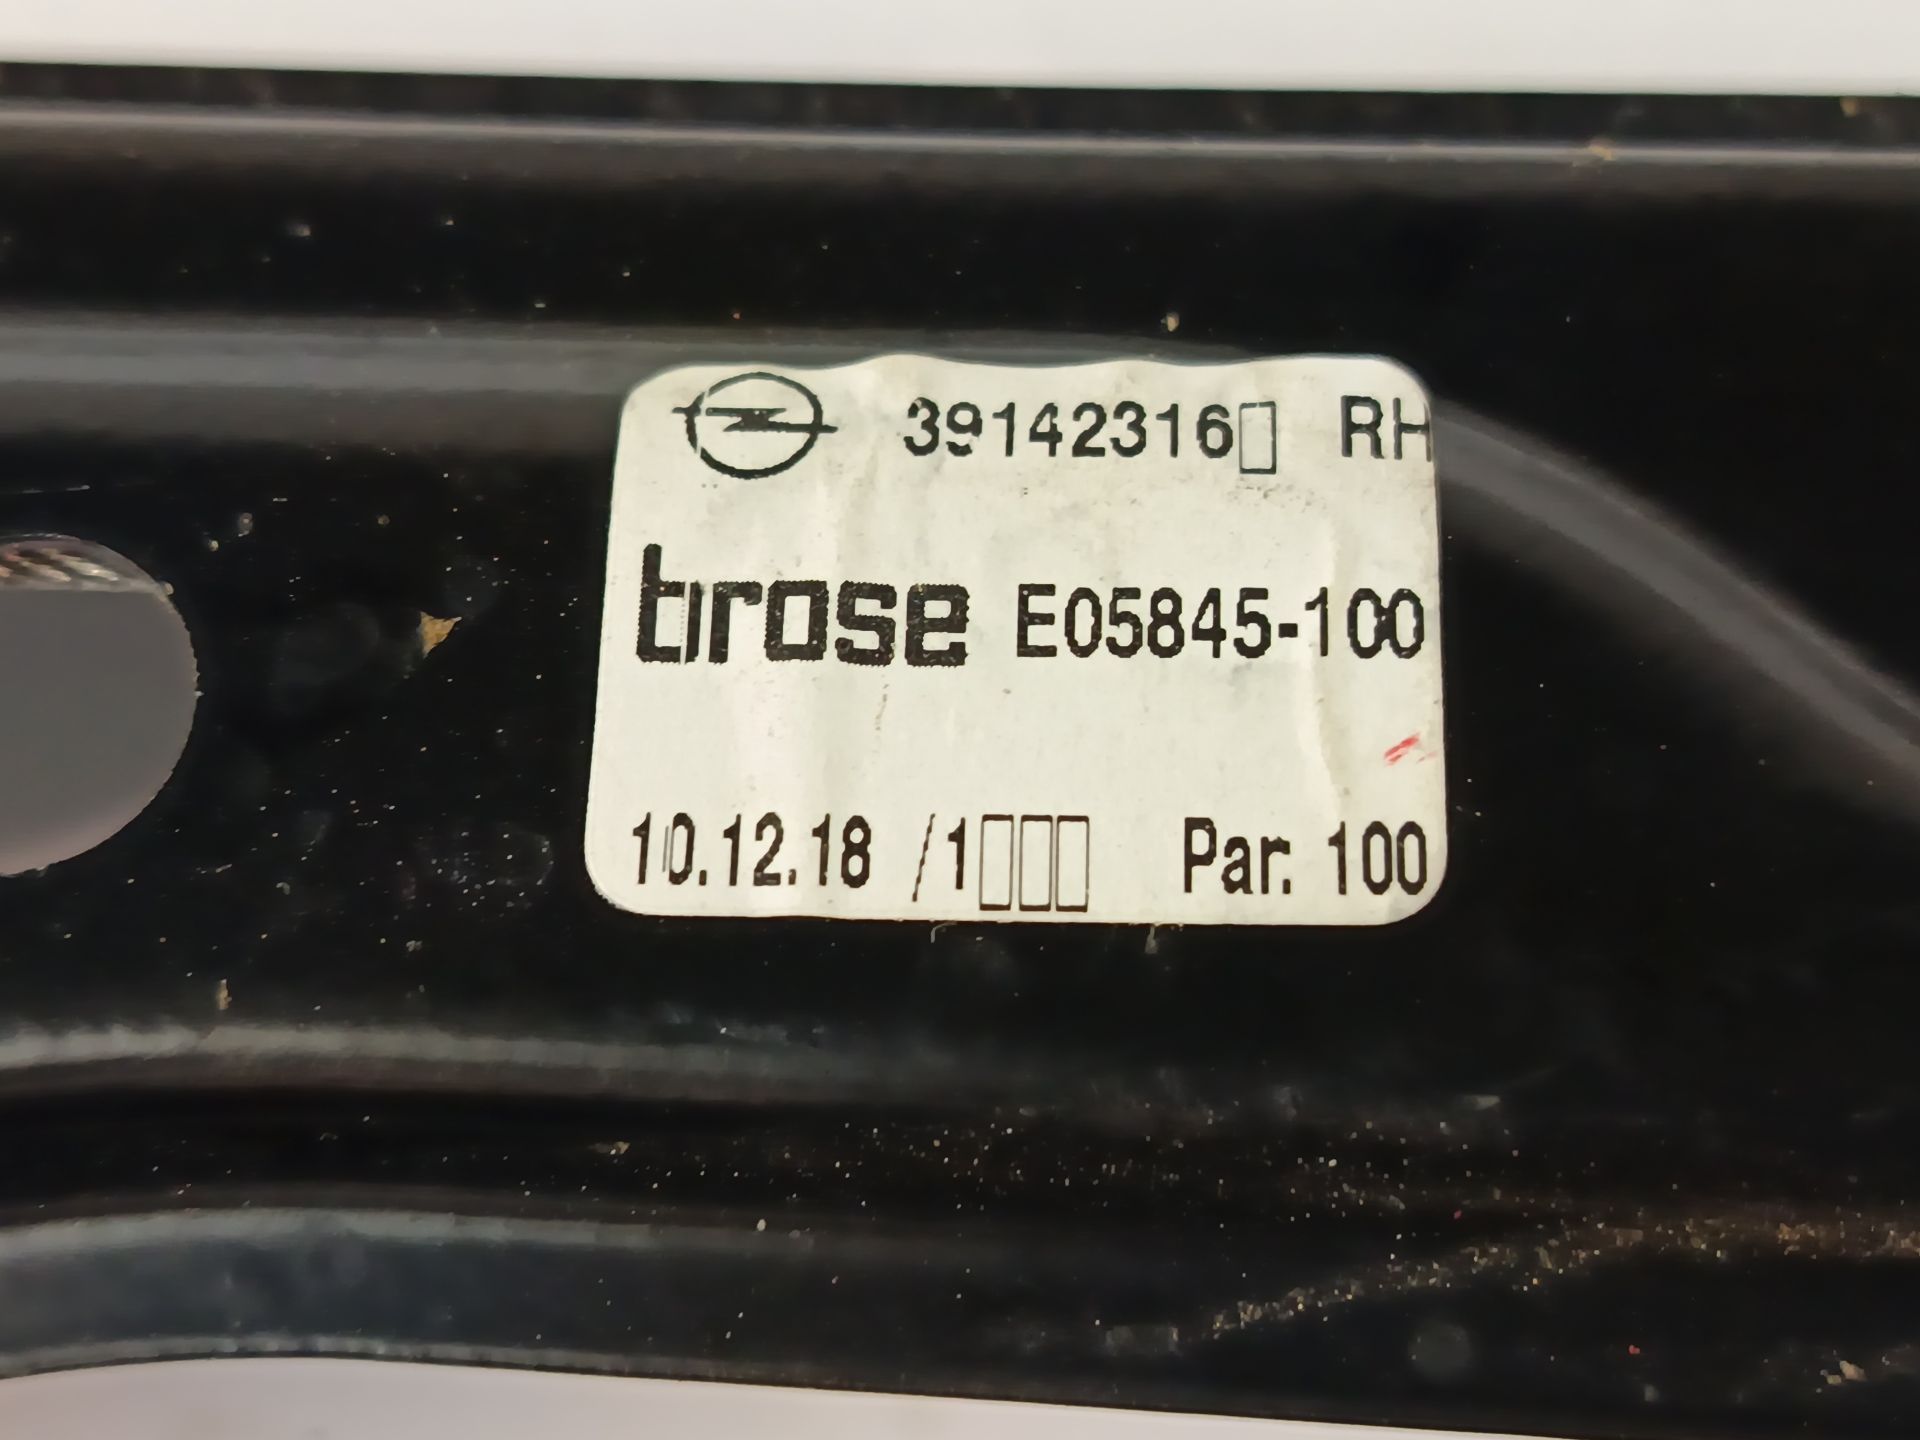 39142316▯ RH
brose E05845-100
10.12.18 /1▯▯▯ Par. 100